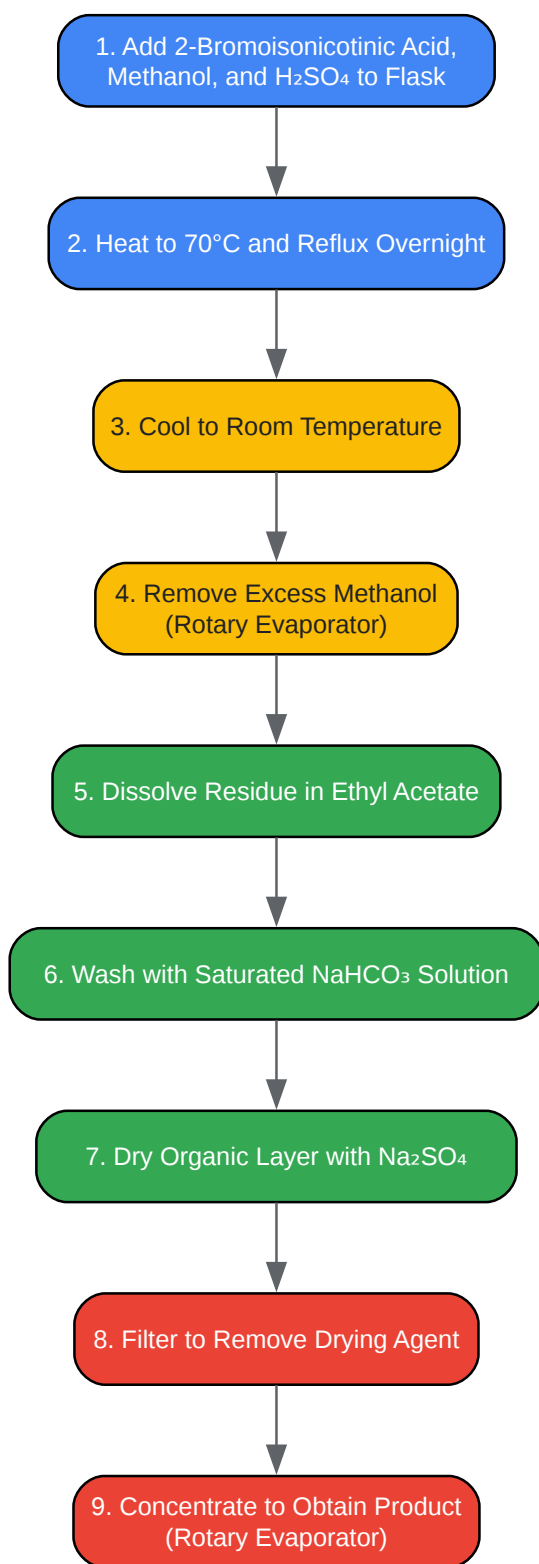 1. Add 2-Bromoisonicotinic Acid,
Methanol, and H₂SO₄ to Flask
2. Heat to 70°C and Reflux Overnight
3. Cool to Room Temperature
4. Remove Excess Methanol
(Rotary Evaporator)
5. Dissolve Residue in Ethyl Acetate
6. Wash with Saturated NaHCO₃ Solution
7. Dry Organic Layer with Na₂SO₄
8. Filter to Remove Drying Agent
9. Concentrate to Obtain Product
(Rotary Evaporator)